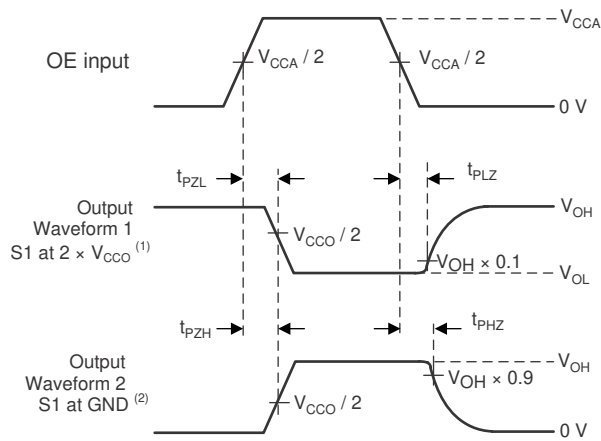 V_CCA
OE input
V_CCA / 2
V_CCA / 2
0 V
t_PZL
t_PLZ
Output
Waveform 1
S1 at 2 × V_CCO (1)
V_OH
V_CCO / 2
V_OH × 0.1
V_OL
t_PZH
t_PHZ
Output
Waveform 2
S1 at GND (2)
V_OH
V_OH × 0.9
V_CCO / 2
0 V